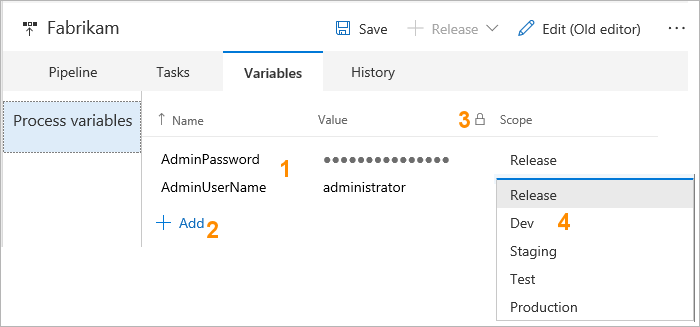 Fabrikam Save + Release Edit (Old editor) ...
Pipeline Tasks Variables History
Process variables
↑ Name Value 3 Scope
AdminPassword 1 ●●●●●●●●●●●●●●● Release
AdminUserName administrator
+ Add 2
Release
Dev 4
Staging
Test
Production